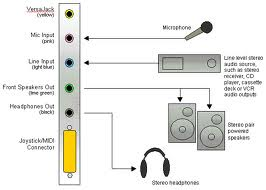 VersaJack
(yellow)
Mic Input
(pink)
Line Input
(light blue)
Front Speakers Out
(lime green)
Headphones Out
(black)
Joystick/MIDI
Connector
Microphone
Line level stereo
audio source,
such as stereo
receiver, CD
player, cassette
deck or VCR
audio outputs
Stereo pair
powered
speakers
Stereo headphones